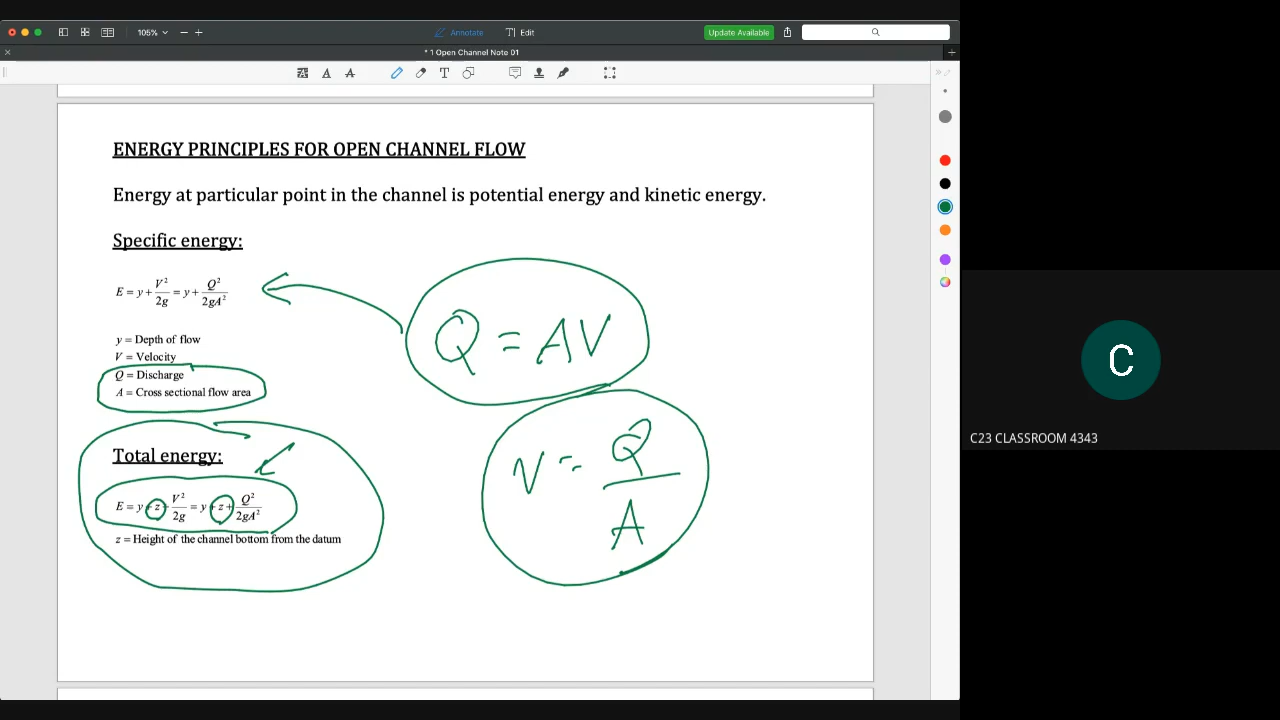 106%
Annotate
T| Edit
Update Available
* 1 Open Channel Note 01
ENERGY PRINCIPLES FOR OPEN CHANNEL FLOW
Energy at particular point in the channel is potential energy and kinetic energy.
Specific energy:
E = y + V²/2g = y + Q²/2gA²
y = Depth of flow
V = Velocity
Q = Discharge
A = Cross sectional flow area
Q = AV
V = Q/A
Total energy:
E = y + z + V²/2g = y + z + Q²/2gA²
z = Height of the channel bottom from the datum
C
C23 CLASSROOM 4343